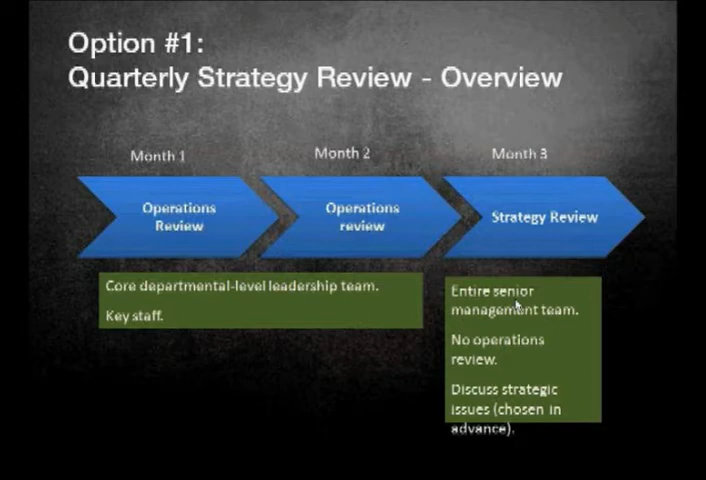 Option #1:
Quarterly Strategy Review - Overview
Month 1
Month 2
Month 3
Operations
Review
Operations
review
Strategy Review
Core departmental-level leadership team.
Key staff.
Entire senior
management team.
No operations
review.
Discuss strategic
issues (chosen in
advance).